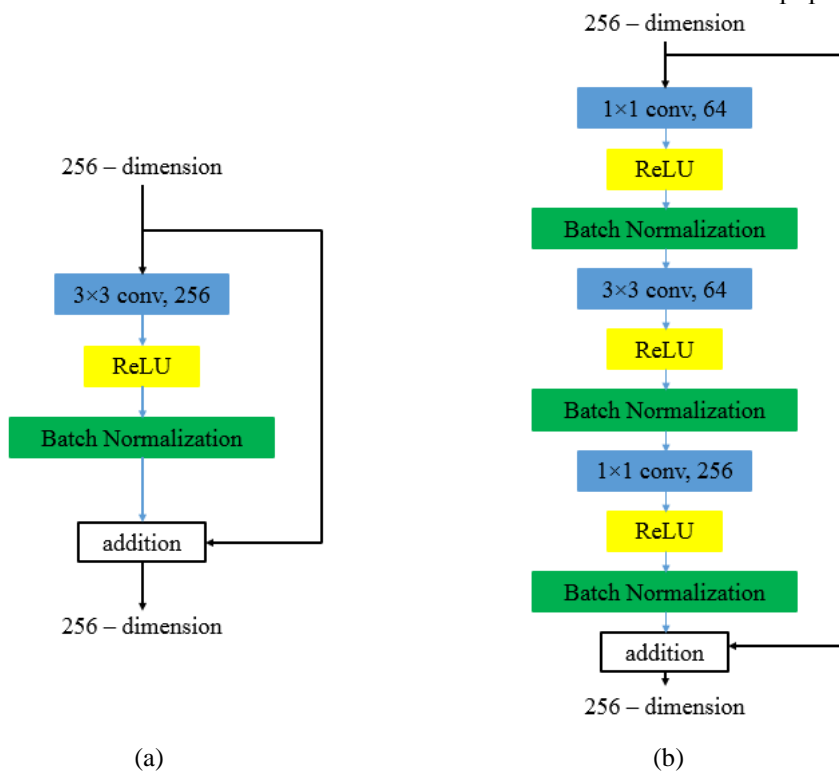 256 – dimension
3×3 conv, 256
ReLU
Batch Normalization
addition
256 – dimension
(a)
256 – dimension
1×1 conv, 64
ReLU
Batch Normalization
3×3 conv, 64
ReLU
Batch Normalization
1×1 conv, 256
ReLU
Batch Normalization
addition
256 – dimension
(b)